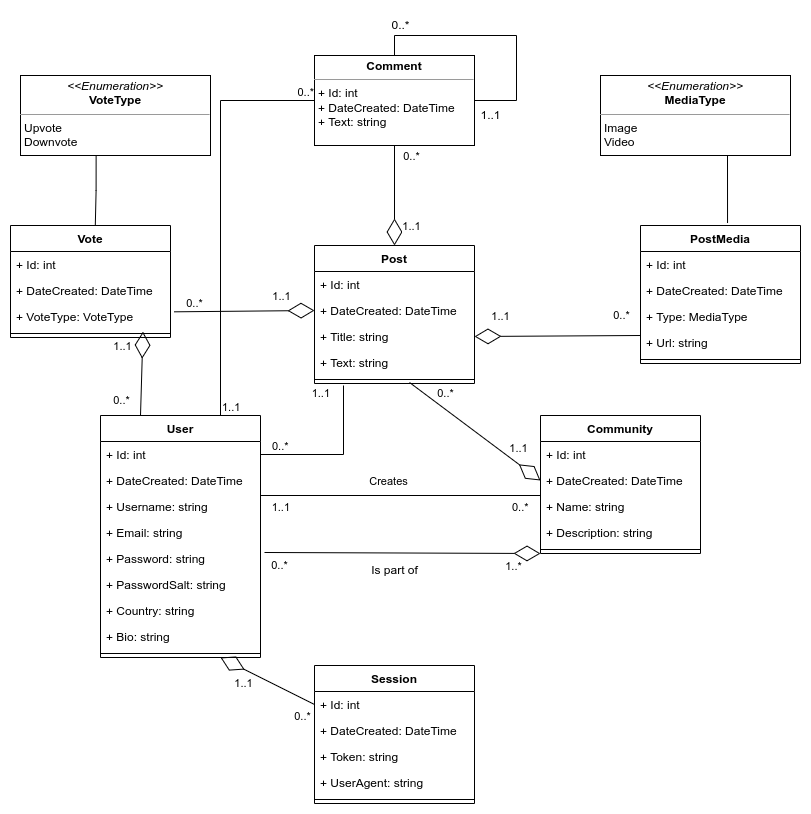 0..*
Comment
+ Id: int
+ DateCreated: DateTime
+ Text: string
0..*
1..1
0..*
<<Enumeration>>
VoteType
Upvote
Downvote
<<Enumeration>>
MediaType
Image
Video
Vote
+ Id: int
+ DateCreated: DateTime
+ VoteType: VoteType
1..1
Post
+ Id: int
+ DateCreated: DateTime
+ Title: string
+ Text: string
PostMedia
+ Id: int
+ DateCreated: DateTime
+ Type: MediaType
+ Url: string
0..*
1..1
1..1
0..*
1..1
0..*
1..1
1..1
0..*
0..*
1..1
User
+ Id: int
+ DateCreated: DateTime
+ Username: string
+ Email: string
+ Password: string
+ PasswordSalt: string
+ Country: string
+ Bio: string
Community
+ Id: int
+ DateCreated: DateTime
+ Name: string
+ Description: string
Creates
1..1
0..*
0..*
Is part of
1..*
1..1
0..*
Session
+ Id: int
+ DateCreated: DateTime
+ Token: string
+ UserAgent: string